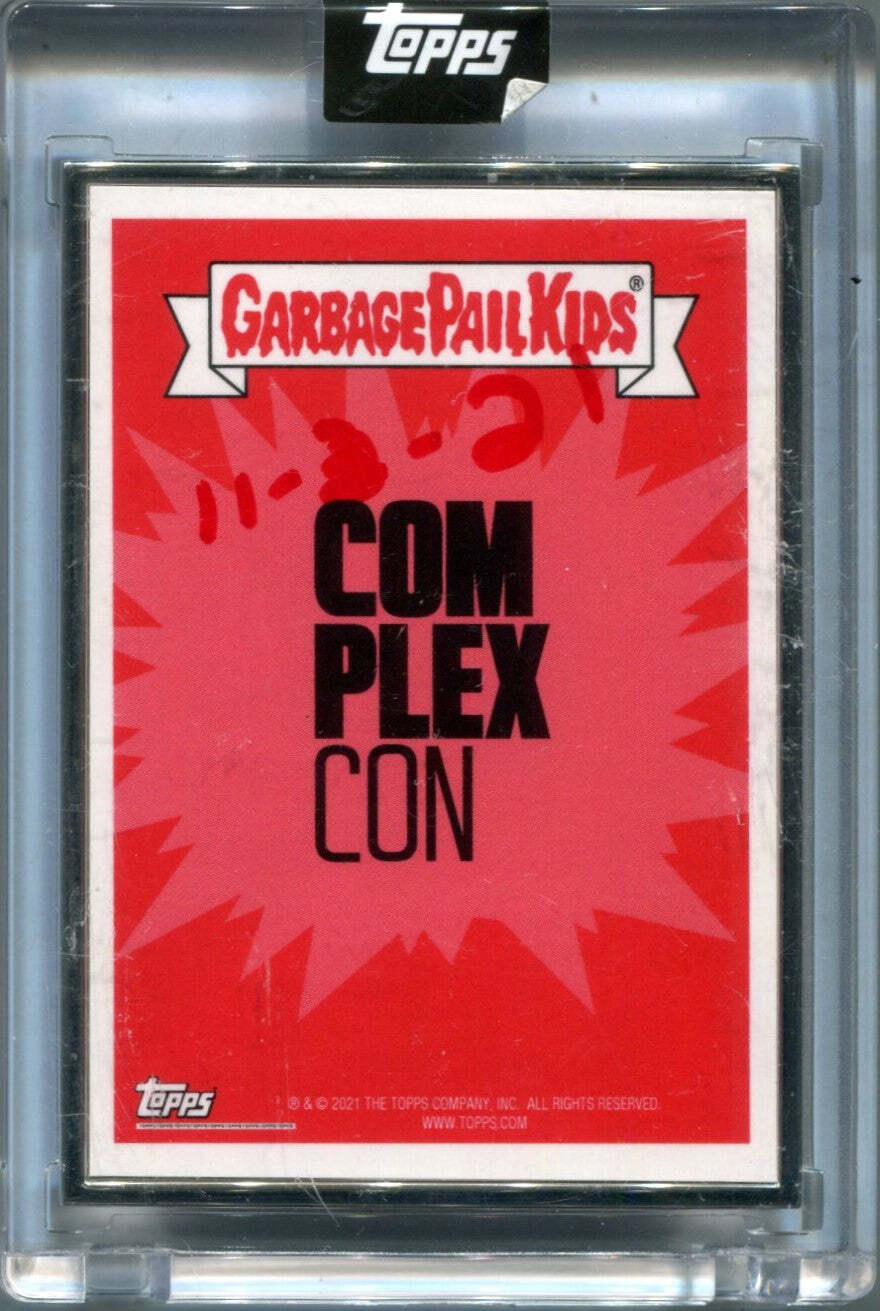 TOPPS
GARBAGE PAIL KIDS®
11-3-21
COM
PLEX
CON
TOPPS
® & © 2021 THE TOPPS COMPANY, INC. ALL RIGHTS RESERVED.
WWW.TOPPS.COM